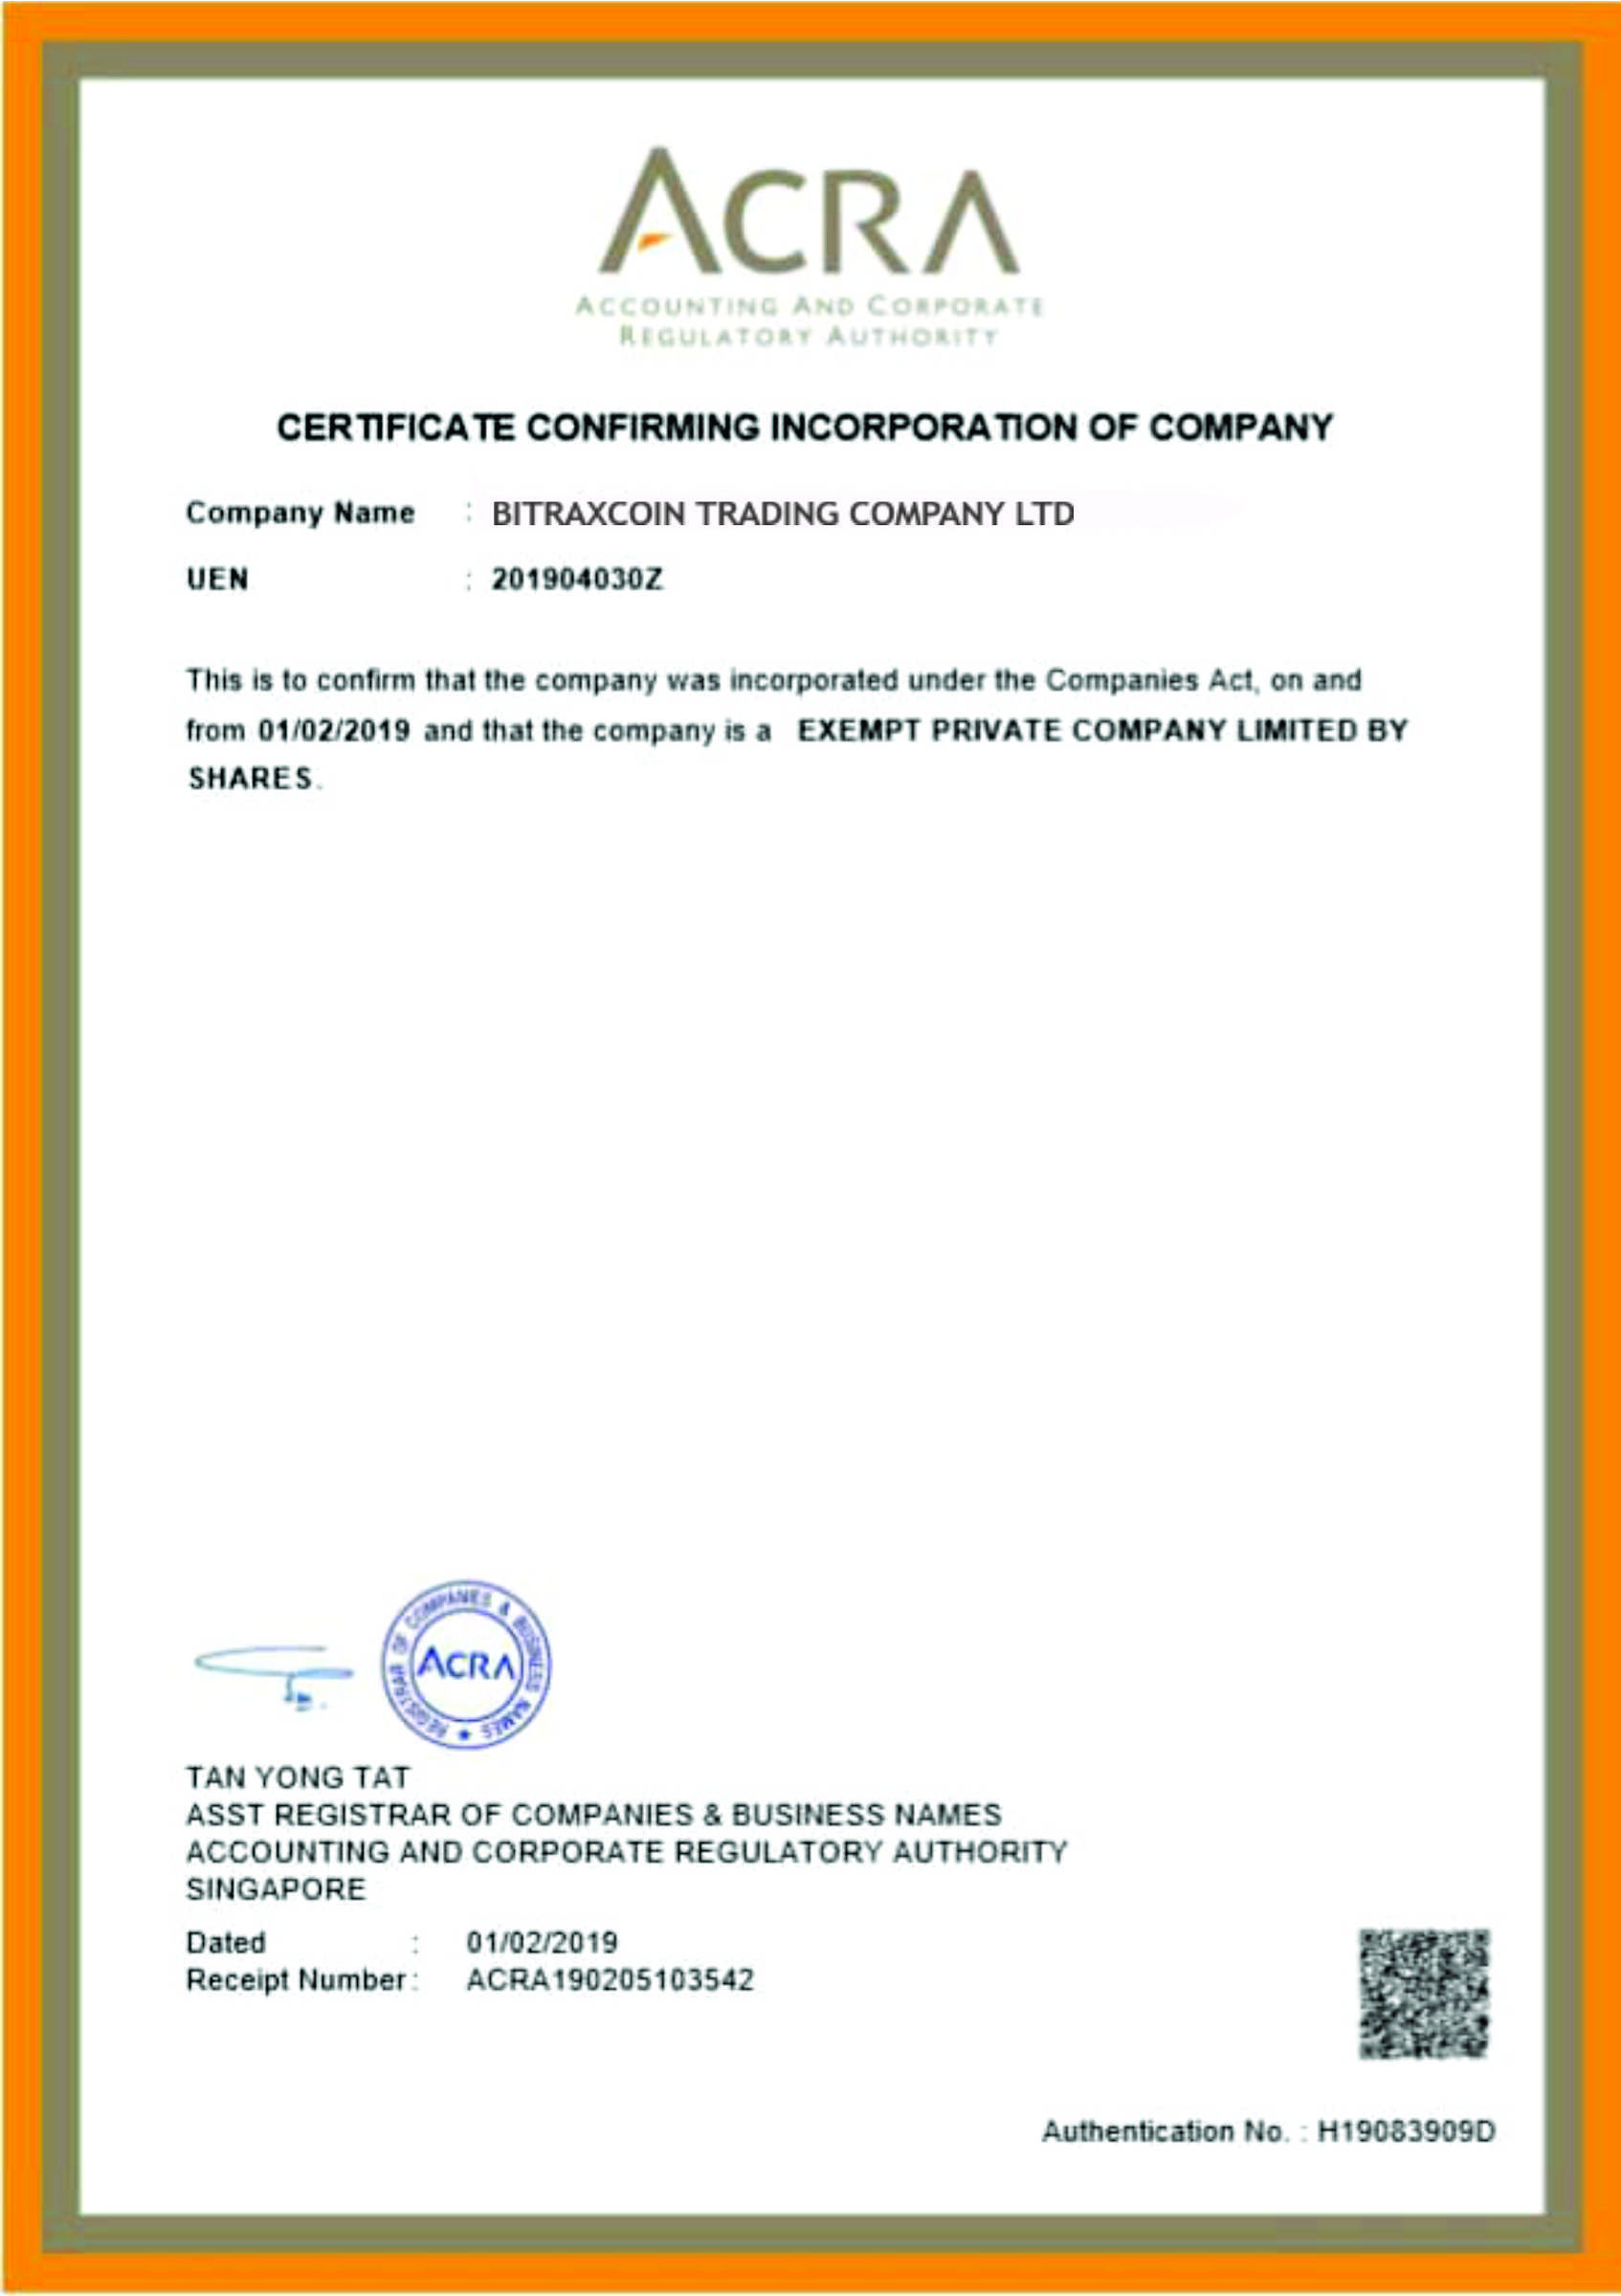 ACRA
ACCOUNTING AND CORPORATE
REGULATORY AUTHORITY
CERTIFICATE CONFIRMING INCORPORATION OF COMPANY
Company Name : BITRAXCOIN TRADING COMPANY LTD
UEN : 201904030Z
This is to confirm that the company was incorporated under the Companies Act, on and
from 01/02/2019 and that the company is a EXEMPT PRIVATE COMPANY LIMITED BY
SHARES.
REGISTRAR OF COMPANIES & BUSINESS NAMES ★
ACRA
TAN YONG TAT
ASST REGISTRAR OF COMPANIES & BUSINESS NAMES
ACCOUNTING AND CORPORATE REGULATORY AUTHORITY
SINGAPORE
Dated : 01/02/2019
Receipt Number : ACRA190205103542
Authentication No. : H19083909D